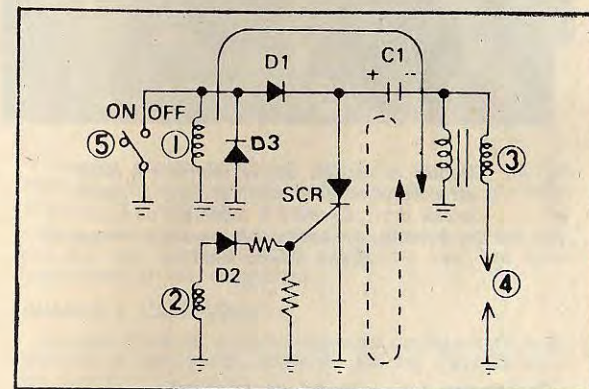 D1
C1
+ --
ON OFF
⑤
①
D3
③
SCR
D2
②
④